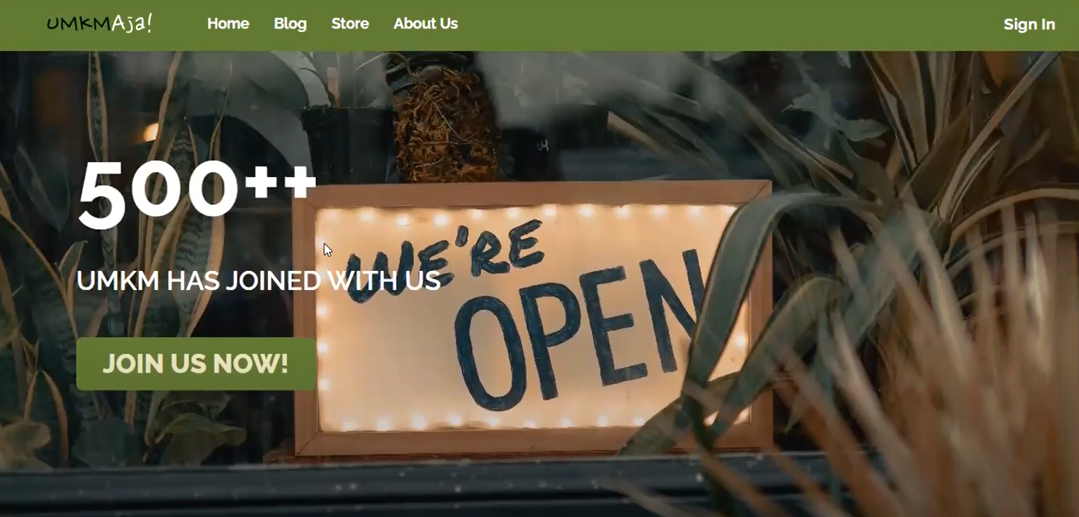 UMKMAja!
Home Blog Store About Us Sign In
500++
UMKM HAS JOINED WITH US
JOIN US NOW!
WE'RE
OPEN